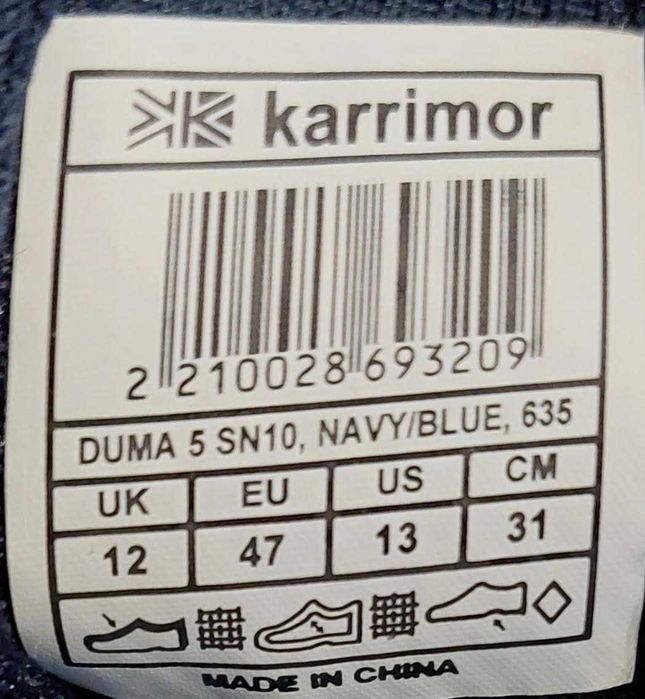 karrimor
2 210028 693209
DUMA 5 SN10, NAVY/BLUE, 635
UK EU US CM
12 47 13 31
MADE IN CHINA